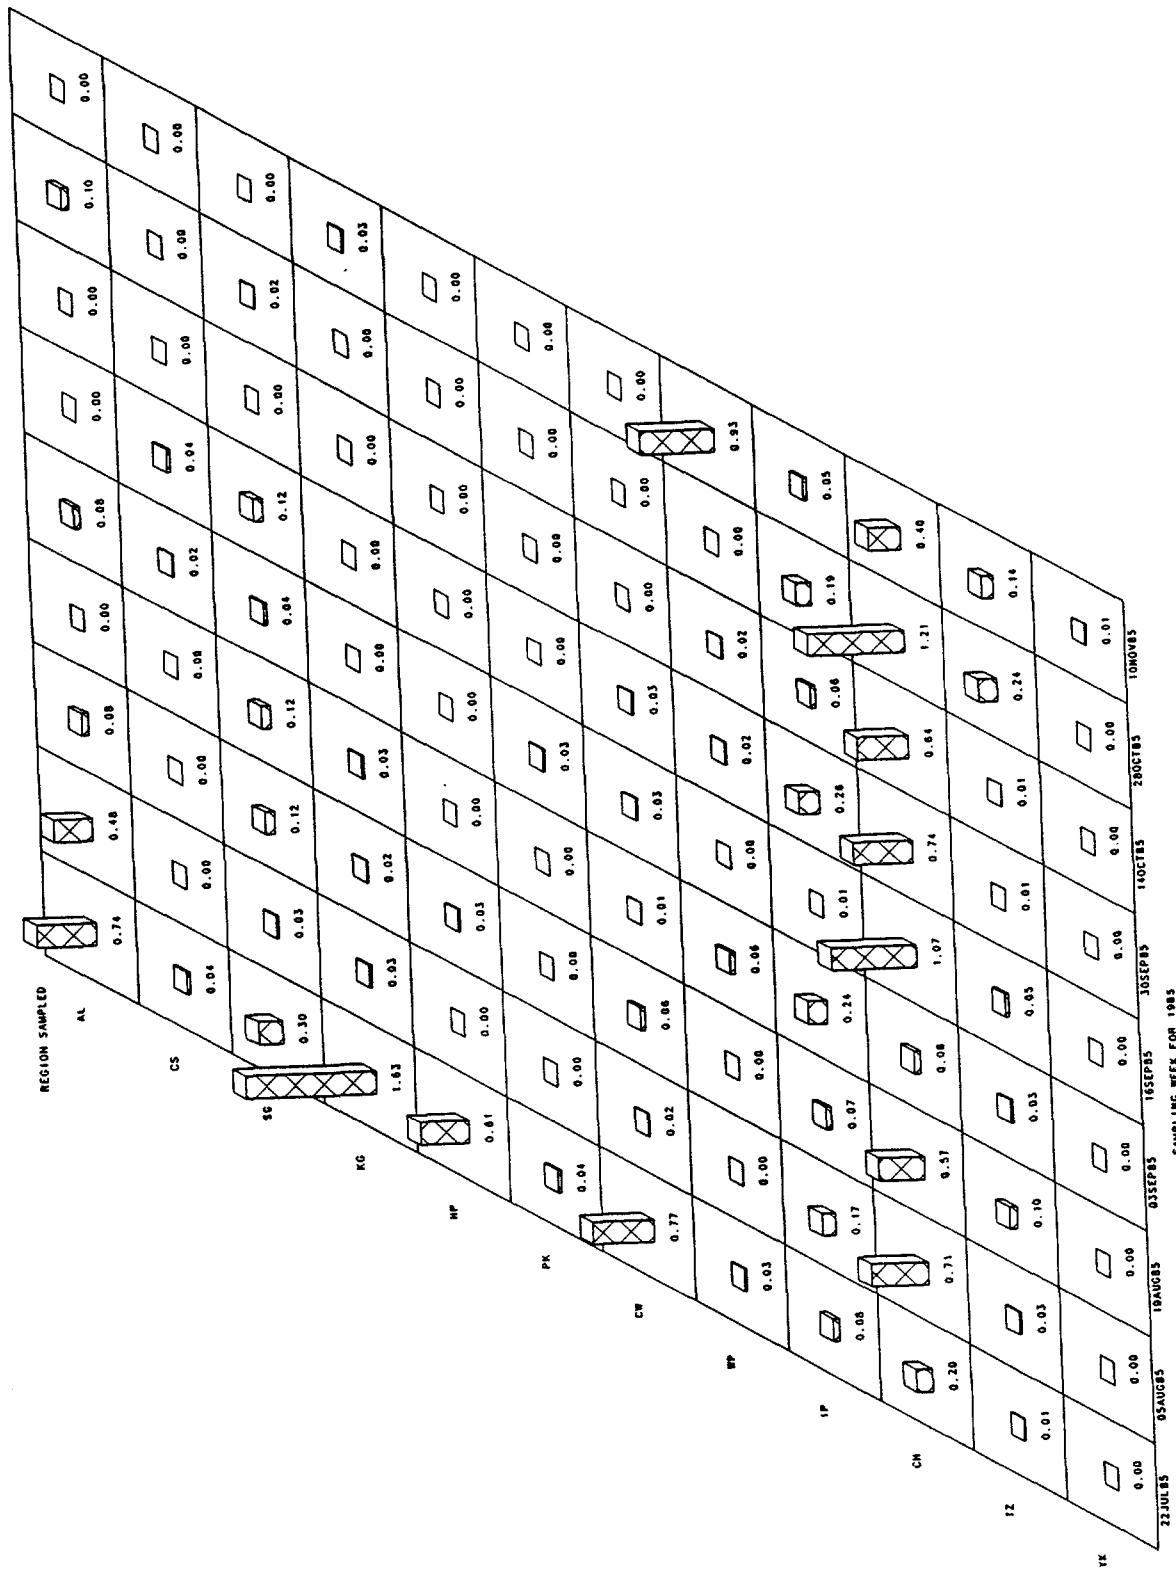 REGION SAMPLED
AL 0.74 0.48 0.08 0.00 0.08 0.00 0.00 0.10 0.00
CS 0.04 0.00 0.00 0.00 0.02 0.04 0.00 0.00 0.00
SG 0.30 0.03 0.12 0.12 0.04 0.12 0.00 0.02 0.00
KG 1.63 0.03 0.02 0.03 0.00 0.00 0.00 0.00 0.03
HP 0.61 0.00 0.03 0.00 0.00 0.00 0.00 0.00 0.00
PK 0.04 0.00 0.00 0.00 0.03 0.00 0.00 0.00 0.00
CW 0.77 0.02 0.06 0.01 0.03 0.03 0.00 0.00 0.00
WP 0.03 0.00 0.00 0.06 0.00 0.02 0.02 0.00 0.93
IP 0.08 0.17 0.07 0.24 0.01 0.26 0.06 0.19 0.05
CH 0.20 0.71 0.57 0.08 1.07 0.74 0.64 1.21 0.40
TZ 0.01 0.03 0.10 0.03 0.05 0.01 0.01 0.24 0.14
YK 0.00 0.00 0.00 0.00 0.00 0.00 0.00 0.00 0.01
22JUL85 05AUG85 19AUG85 03SEP85 16SEP85 30SEP85 14OCT85 28OCT85 10NOV85
SAMPLING WEEK FOR 1985